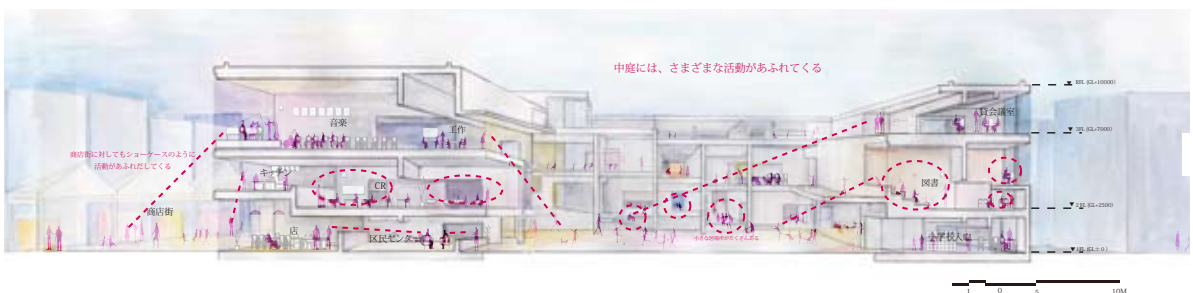 中庭には、さまざまな活動があふれてくる
RFL (GL+10000)
貸会議室
音楽
工作
3FL (GL+7000)
商店街に対してもショーケースのように
活動があふれだしてくる
キッチン
CR
図書
商店街
2FL (GL+2500)
店
区民センター
小さな居場所がたくさんある
小学校入口
1FL (GL±0)
1
0
5
10M